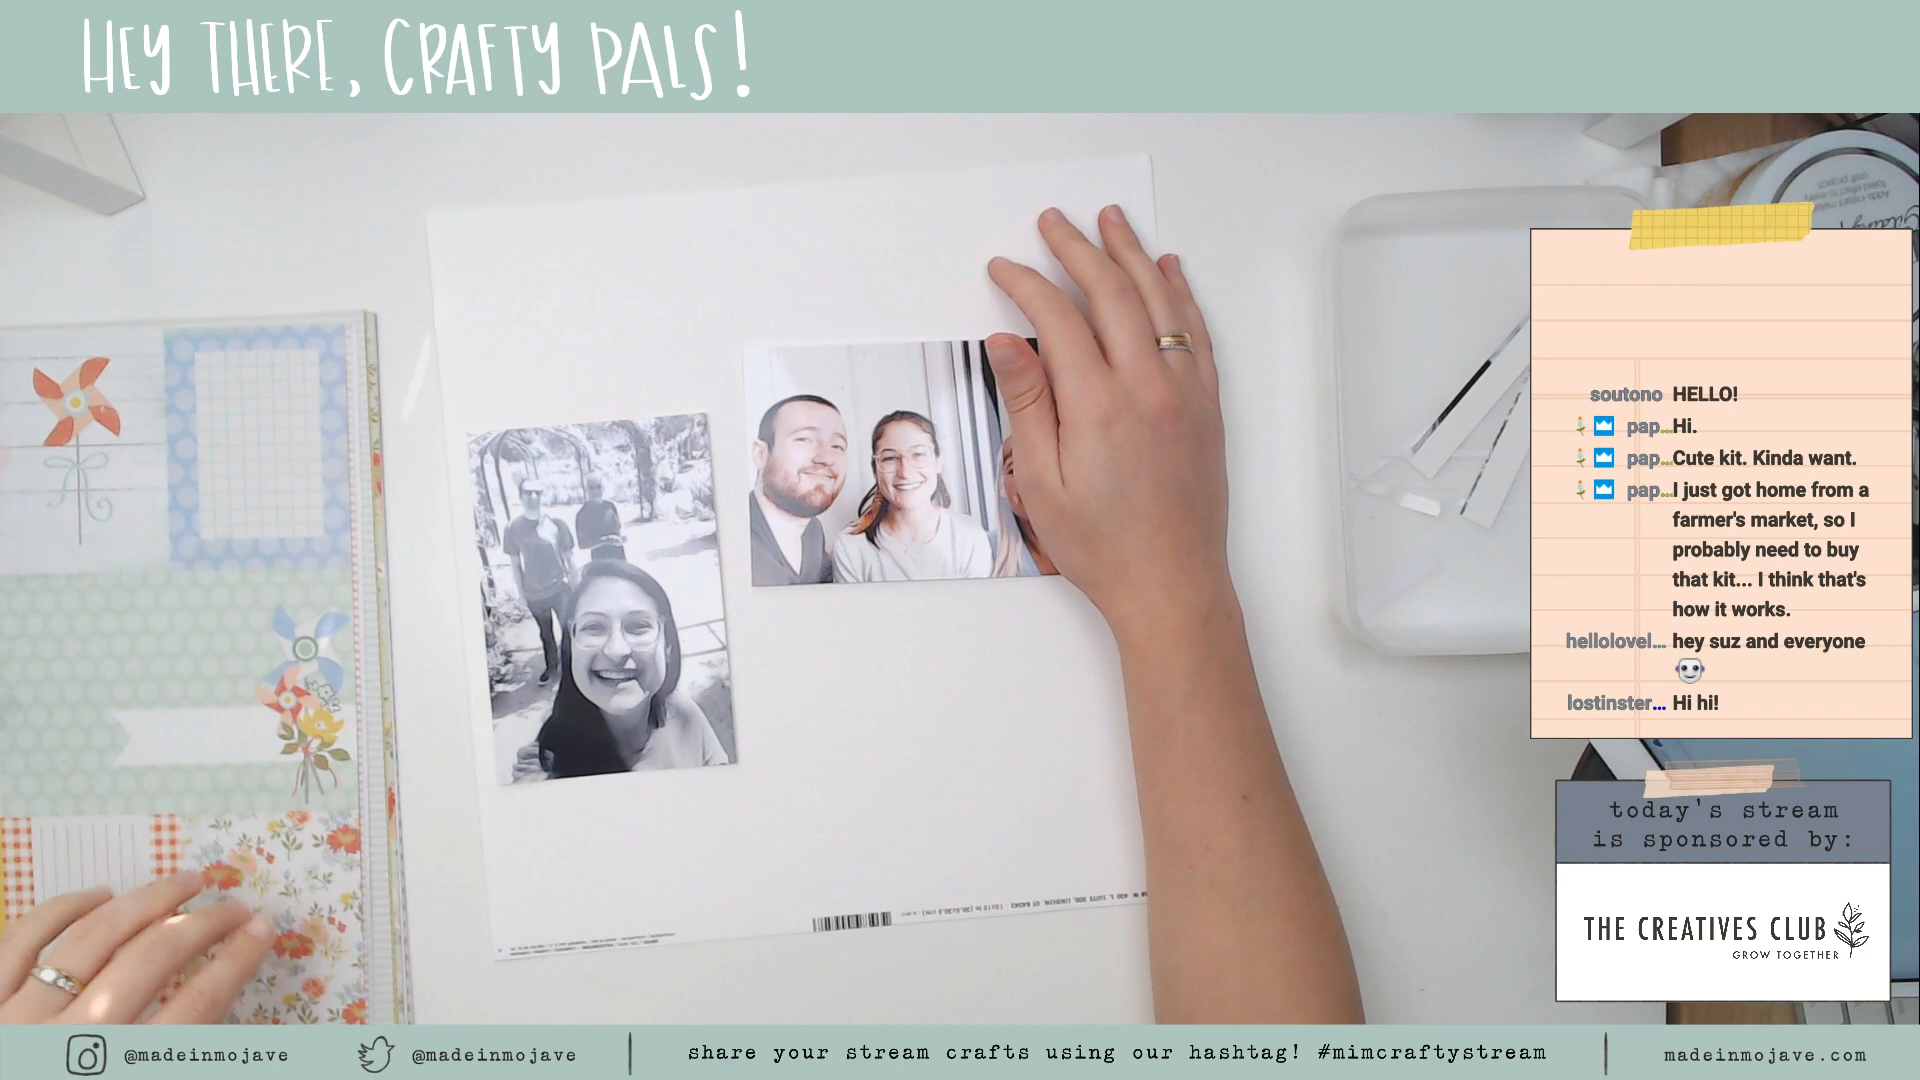 HEY THERE, CRAFTY PALS!
soutono HELLO!
pap... Hi.
pap... Cute kit. Kinda want.
pap... I just got home from a
farmer's market, so I
probably need to buy
that kit... I think that's
how it works.
hellolovel... hey suz and everyone
lostinster... Hi hi!
today's stream
is sponsored by:
THE CREATIVES CLUB
GROW TOGETHER
@madeinmojave
@madeinmojave
share your stream crafts using our hashtag! #mimcraftystream
madeinmojave.com